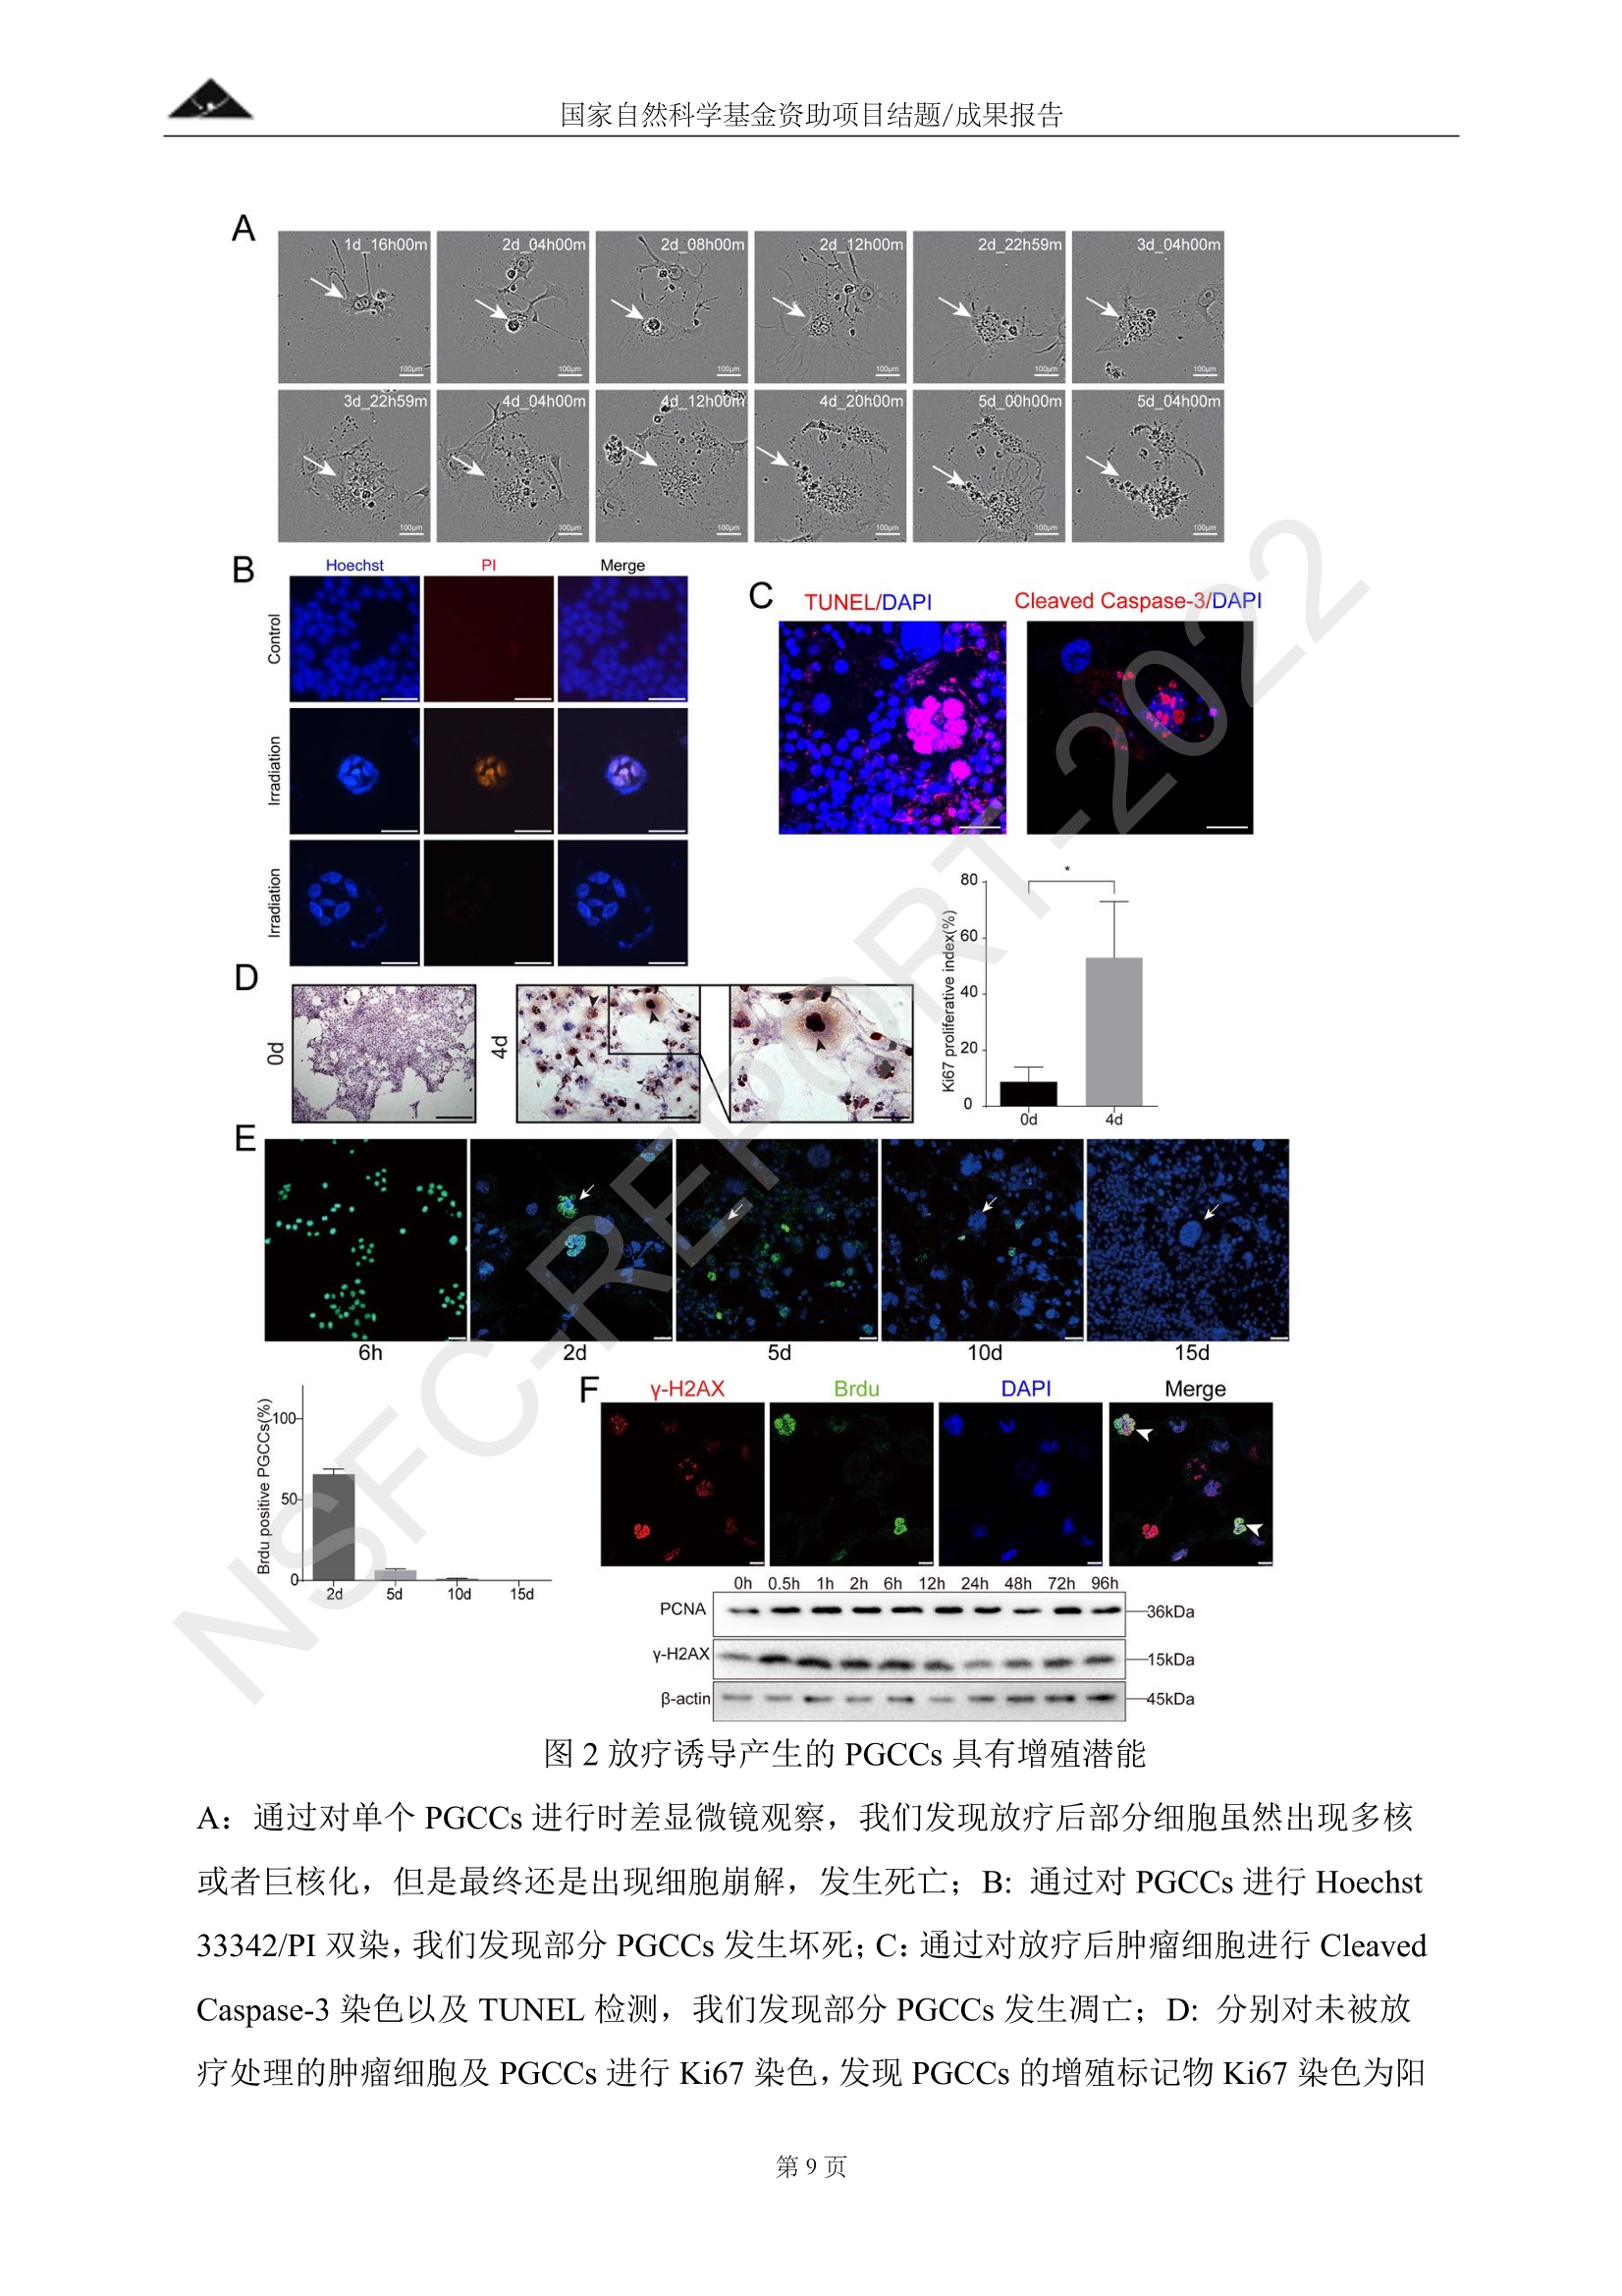 国家自然科学基金资助项目结题/成果报告
A
1d_16h00m
2d_04h00m
2d_08h00m
2d_12h00m
2d_22h59m
3d_04h00m
100μm
100μm
100μm
100μm
100μm
100μm
3d_22h59m
4d_04h00m
4d_12h00m
4d_20h00m
5d_00h00m
5d_04h00m
100μm
100μm
100μm
100μm
100μm
100μm
B
Hoechst
PI
Merge
Control
Irradiation
Irradiation
C
TUNEL/DAPI
Cleaved Caspase-3/DAPI
D
0d
4d
Ki67 proliferative index(%)
80
60
40
20
0
*
0d
4d
E
6h
2d
5d
10d
15d
Brdu positive PGCCs(%)
100
50
0
2d
5d
10d
15d
F
γ-H2AX
Brdu
DAPI
Merge
0h 0.5h 1h 2h 6h 12h 24h 48h 72h 96h
PCNA
36kDa
γ-H2AX
15kDa
β-actin
45kDa
NSFC-REPORT-2022
图 2 放疗诱导产生的 PGCCs 具有增殖潜能
A：通过对单个 PGCCs 进行时差显微镜观察，我们发现放疗后部分细胞虽然出现多核
或者巨核化，但是最终还是出现细胞崩解，发生死亡；B: 通过对 PGCCs 进行 Hoechst
33342/PI 双染，我们发现部分 PGCCs 发生坏死；C：通过对放疗后肿瘤细胞进行 Cleaved
Caspase-3 染色以及 TUNEL 检测，我们发现部分 PGCCs 发生凋亡；D: 分别对未被放
疗处理的肿瘤细胞及 PGCCs 进行 Ki67 染色，发现 PGCCs 的增殖标记物 Ki67 染色为阳
第 9 页